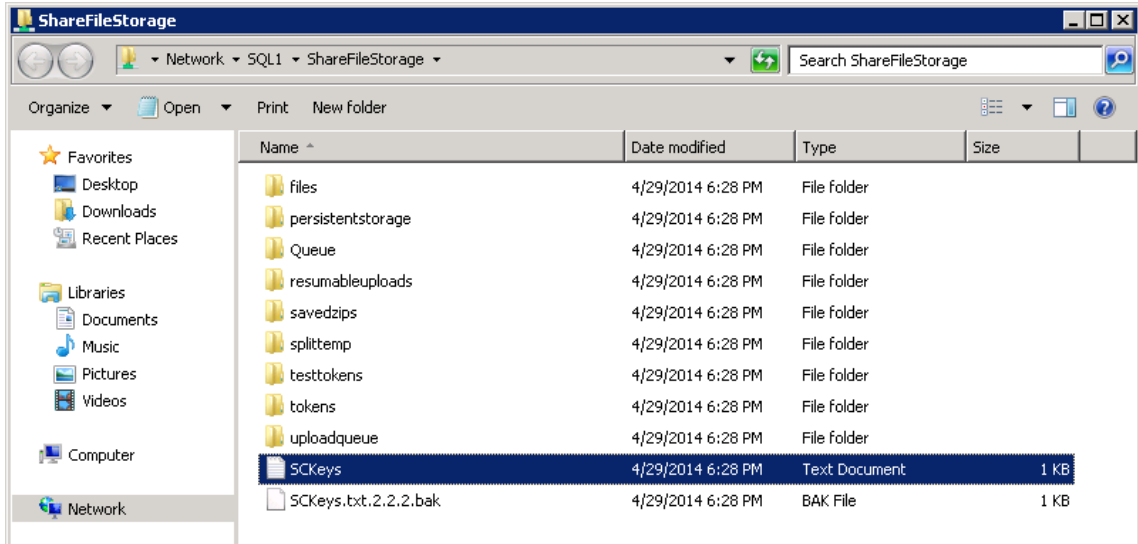 ShareFileStorage
Network SQL1 ShareFileStorage
Search ShareFileStorage
Organize Open Print New folder
Favorites
Desktop
Downloads
Recent Places
Libraries
Documents
Music
Pictures
Videos
Computer
Network
Name Date modified Type Size
files 4/29/2014 6:28 PM File folder
persistentstorage 4/29/2014 6:28 PM File folder
Queue 4/29/2014 6:28 PM File folder
resumableuploads 4/29/2014 6:28 PM File folder
savedzips 4/29/2014 6:28 PM File folder
splittemp 4/29/2014 6:28 PM File folder
testtokens 4/29/2014 6:28 PM File folder
tokens 4/29/2014 6:28 PM File folder
uploadqueue 4/29/2014 6:28 PM File folder
SCKeys 4/29/2014 6:28 PM Text Document 1 KB
SCKeys.txt.2.2.2.bak 4/29/2014 6:28 PM BAK File 1 KB